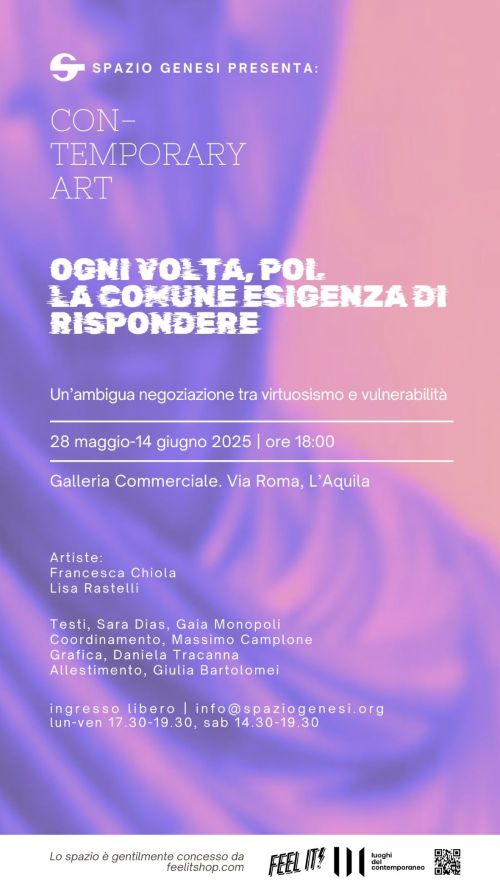 SPAZIO GENESI PRESENTA:
CON-
TEMPORARY
ART
OGNI VOLTA, POI.
LA COMUNE ESIGENZA DI
RISPONDERE
Un'ambigua negoziazione tra virtuosismo e vulnerabilità
28 maggio-14 giugno 2025 | ore 18:00
Galleria Commerciale. Via Roma, L'Aquila
Artiste:
Francesca Chiola
Lisa Rastelli
Testi, Sara Dias, Gaia Monopoli
Coordinamento, Massimo Camplone
Grafica, Daniela Tracanna
Allestimento, Giulia Bartolomei
ingresso libero | info@spaziogenesi.org
lun-ven 17.30-19.30, sab 14.30-19.30
Lo spazio è gentilmente concesso da
feelitshop.com
FEEL IT!
luoghi
del
contemporaneo